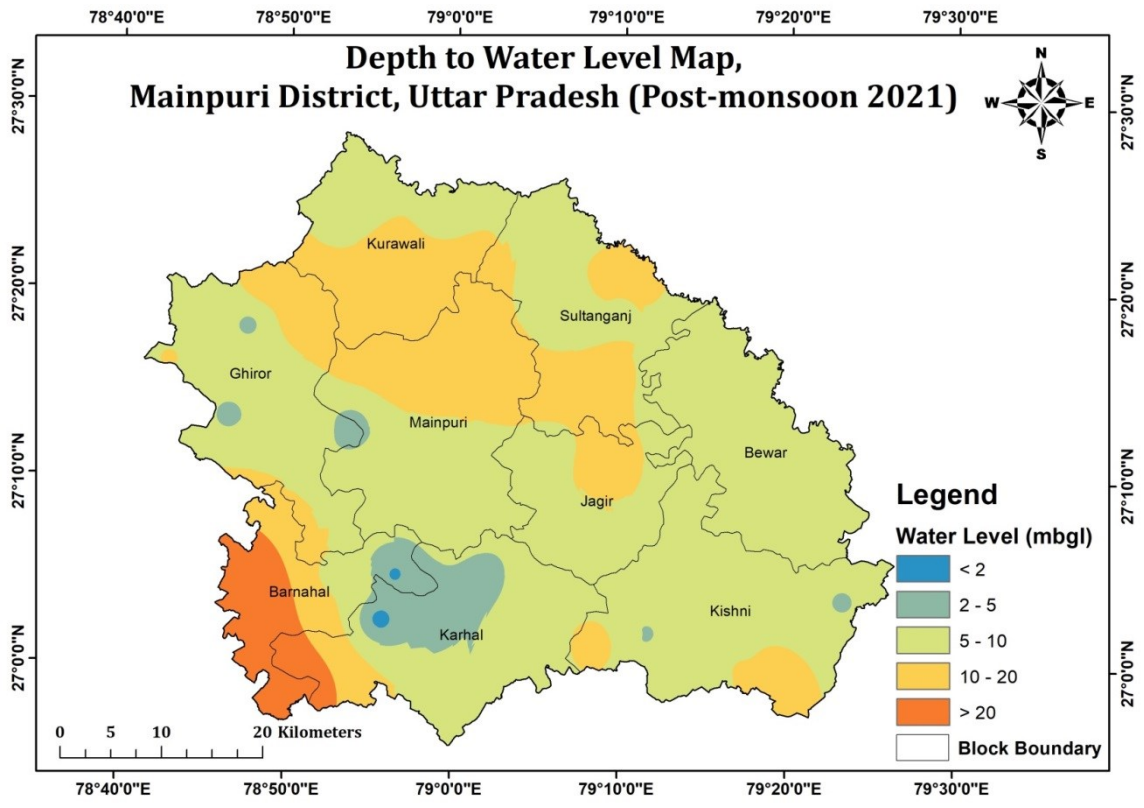 78°40'0"E 78°50'0"E 79°0'0"E 79°10'0"E 79°20'0"E 79°30'0"E
Depth to Water Level Map,
Mainpuri District, Uttar Pradesh (Post-monsoon 2021)
N
W E
S
27°30'0"N 27°30'0"N
Kurawali
27°20'0"N 27°20'0"N
Sultanganj
Ghiror
Mainpuri
Bewar
27°10'0"N 27°10'0"N
Jagir
Legend
Water Level (mbgl)
< 2
2 - 5
5 - 10
10 - 20
> 20
Block Boundary
Barnahal
Kishni
Karhal
27°0'0"N 27°0'0"N
0 5 10 20 Kilometers
78°40'0"E 78°50'0"E 79°0'0"E 79°10'0"E 79°20'0"E 79°30'0"E